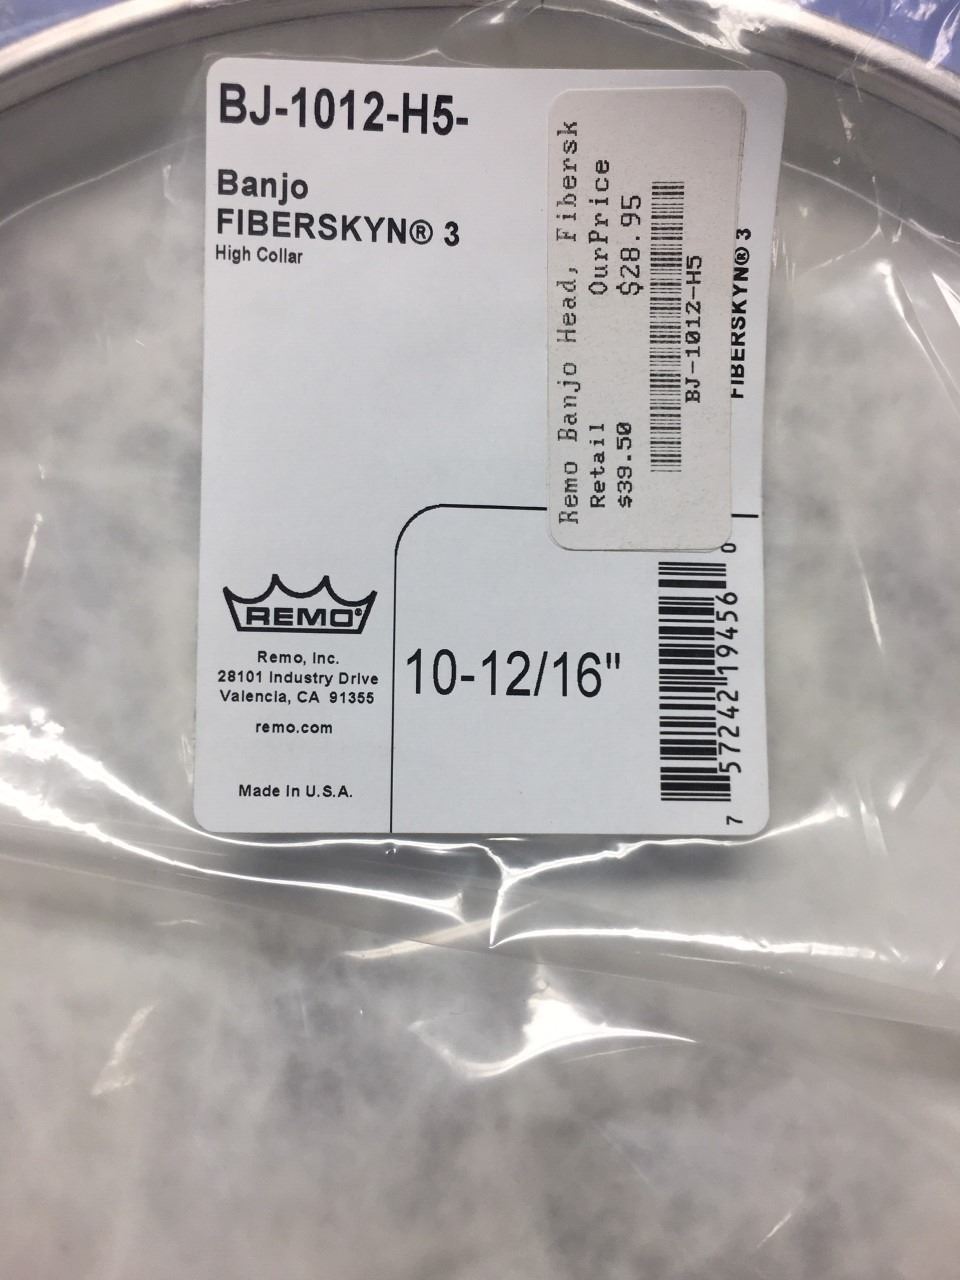 BJ-1012-H5-
Banjo
FIBERSKYN® 3
High Collar
REMO®
Remo, Inc.
28101 Industry Drive
Valencia, CA 91355
remo.com
Made in U.S.A.
10-12/16"
Remo Banjo Head, Fibersk
Retail OurPrice
$39.50 $28.95
BJ-1012-H5
FIBERSKYN® 3
7 57242 19456 0